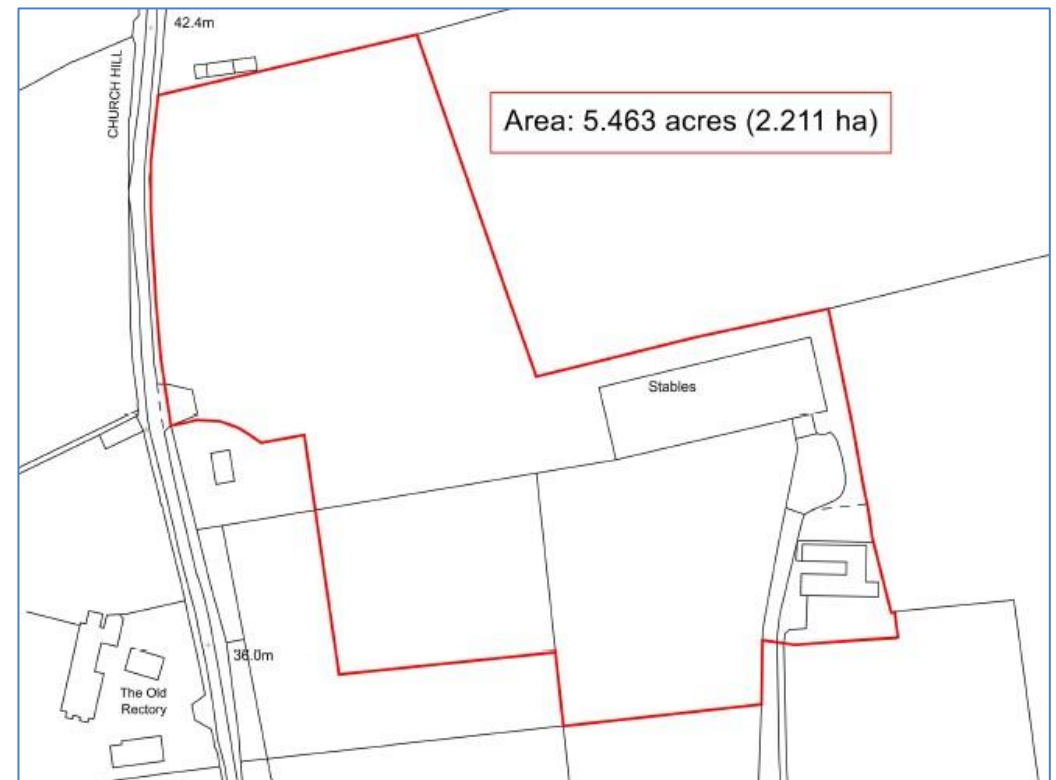 42.4m
CHURCH HILL
Area: 5.463 acres (2.211 ha)
Stables
36.0m
The Old
Rectory